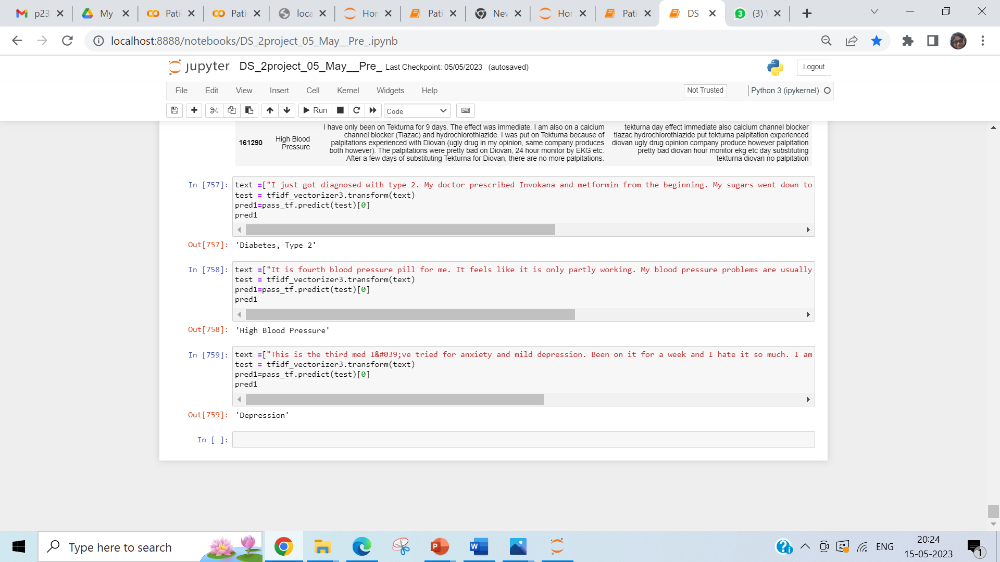 p23
My
Pati
Pati
loca
Hor
Pati
Nev
Hor
Pati
DS_
(3)
localhost:8888/notebooks/DS_2project_05_May__Pre_.ipynb
jupyter DS_2project_05_May__Pre_ Last Checkpoint: 05/05/2023 (autosaved)
Logout
File Edit View Insert Cell Kernel Widgets Help
Not Trusted
Python 3 (ipykernel)
Run
Code
161290
High Blood
Pressure
I have only been on Tekturna for 9 days. The effect was immediate. I am also on a calcium
channel blocker (Tiazac) and hydrochlorothiazide. I was put on Tekturna because of
palpitations experienced with Diovan (ugly drug in my opinion, same company produces
both however). The palpitations were pretty bad on Diovan, 24 hour monitor by EKG etc.
After a few days of substituting Tekturna for Diovan, there are no more palpitations.
tekturna day effect immediate also calcium channel blocker
tiazac hydrochlorothiazide put tekturna palpitation experienced
diovan ugly drug opinion company produce however palpitation
pretty bad diovan hour monitor ekg etc day substituting
tekturna diovan no palpitation
In [757]:
text =["I just got diagnosed with type 2. My doctor prescribed Invokana and metformin from the beginning. My sugars went down to
test = tfidf_vectorizer3.transform(text)
pred1=pass_tf.predict(test)[0]
pred1
Out[757]: 'Diabetes, Type 2'
In [758]:
text =["It is fourth blood pressure pill for me. It feels like it is only partly working. My blood pressure problems are usually
test = tfidf_vectorizer3.transform(text)
pred1=pass_tf.predict(test)[0]
pred1
Out[758]: 'High Blood Pressure'
In [759]:
text =["This is the third med I&#039;ve tried for anxiety and mild depression. Been on it for a week and I hate it so much. I am
test = tfidf_vectorizer3.transform(text)
pred1=pass_tf.predict(test)[0]
pred1
Out[759]: 'Depression'
In [ ]:
Type here to search
ENG
20:24
15-05-2023
1